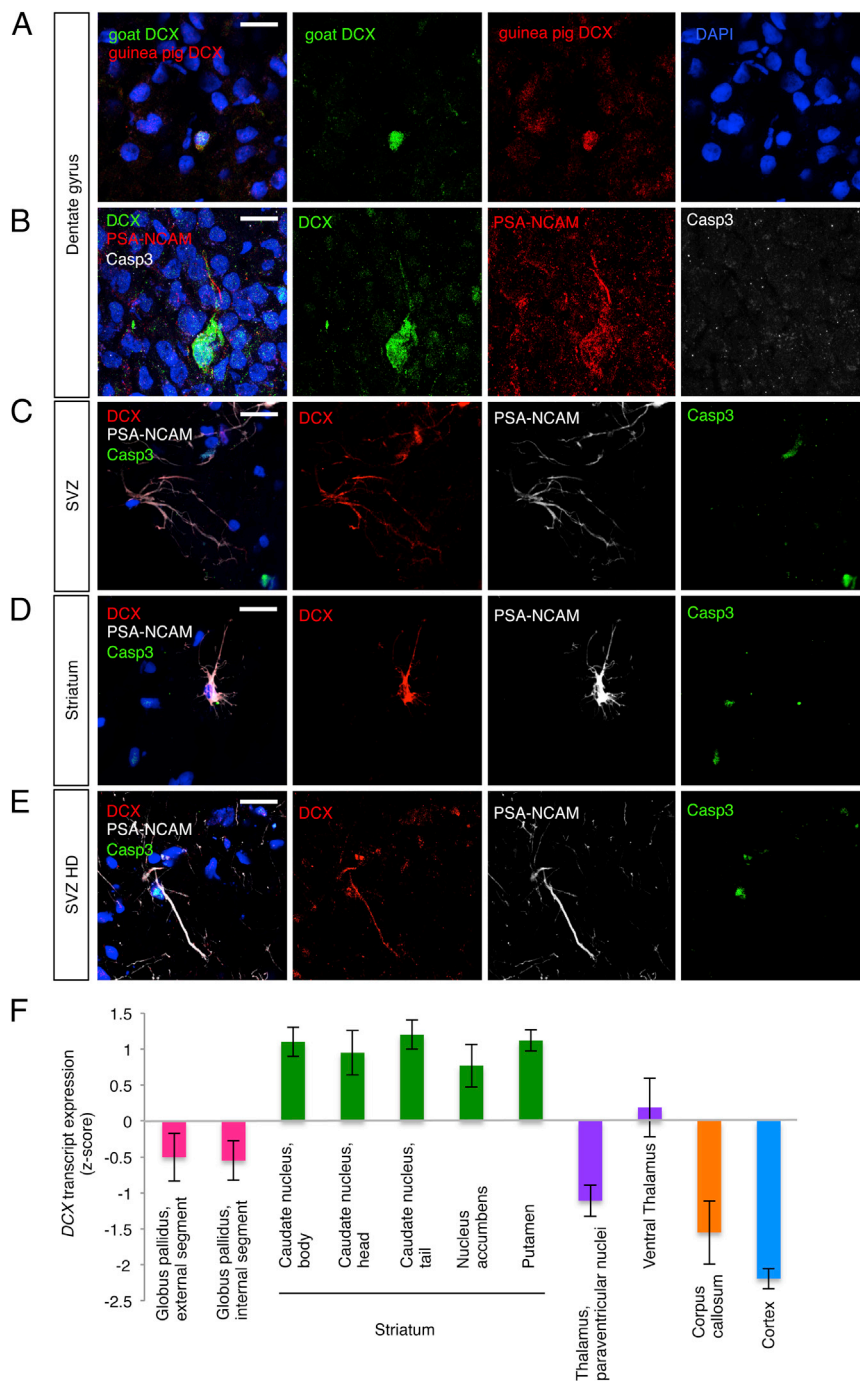 A
goat DCX
guinea pig DCX
goat DCX
guinea pig DCX
DAPI
Dentate gyrus
B
DCX
PSA-NCAM
Casp3
DCX
PSA-NCAM
Casp3
C
SVZ
DCX
PSA-NCAM
Casp3
DCX
PSA-NCAM
Casp3
D
Striatum
DCX
PSA-NCAM
Casp3
DCX
PSA-NCAM
Casp3
E
SVZ HD
DCX
PSA-NCAM
Casp3
DCX
PSA-NCAM
Casp3
F
DCX transcript expression
(z-score)
1.5
1
0.5
0
-0.5
-1
-1.5
-2
-2.5
Globus pallidus,
external segment
Globus pallidus,
internal segment
Caudate nucleus,
body
Caudate nucleus,
head
Caudate nucleus,
tail
Nucleus
accumbens
Putamen
Striatum
Thalamus,
paraventricular nuclei
Ventral Thalamus
Corpus
callosum
Cortex